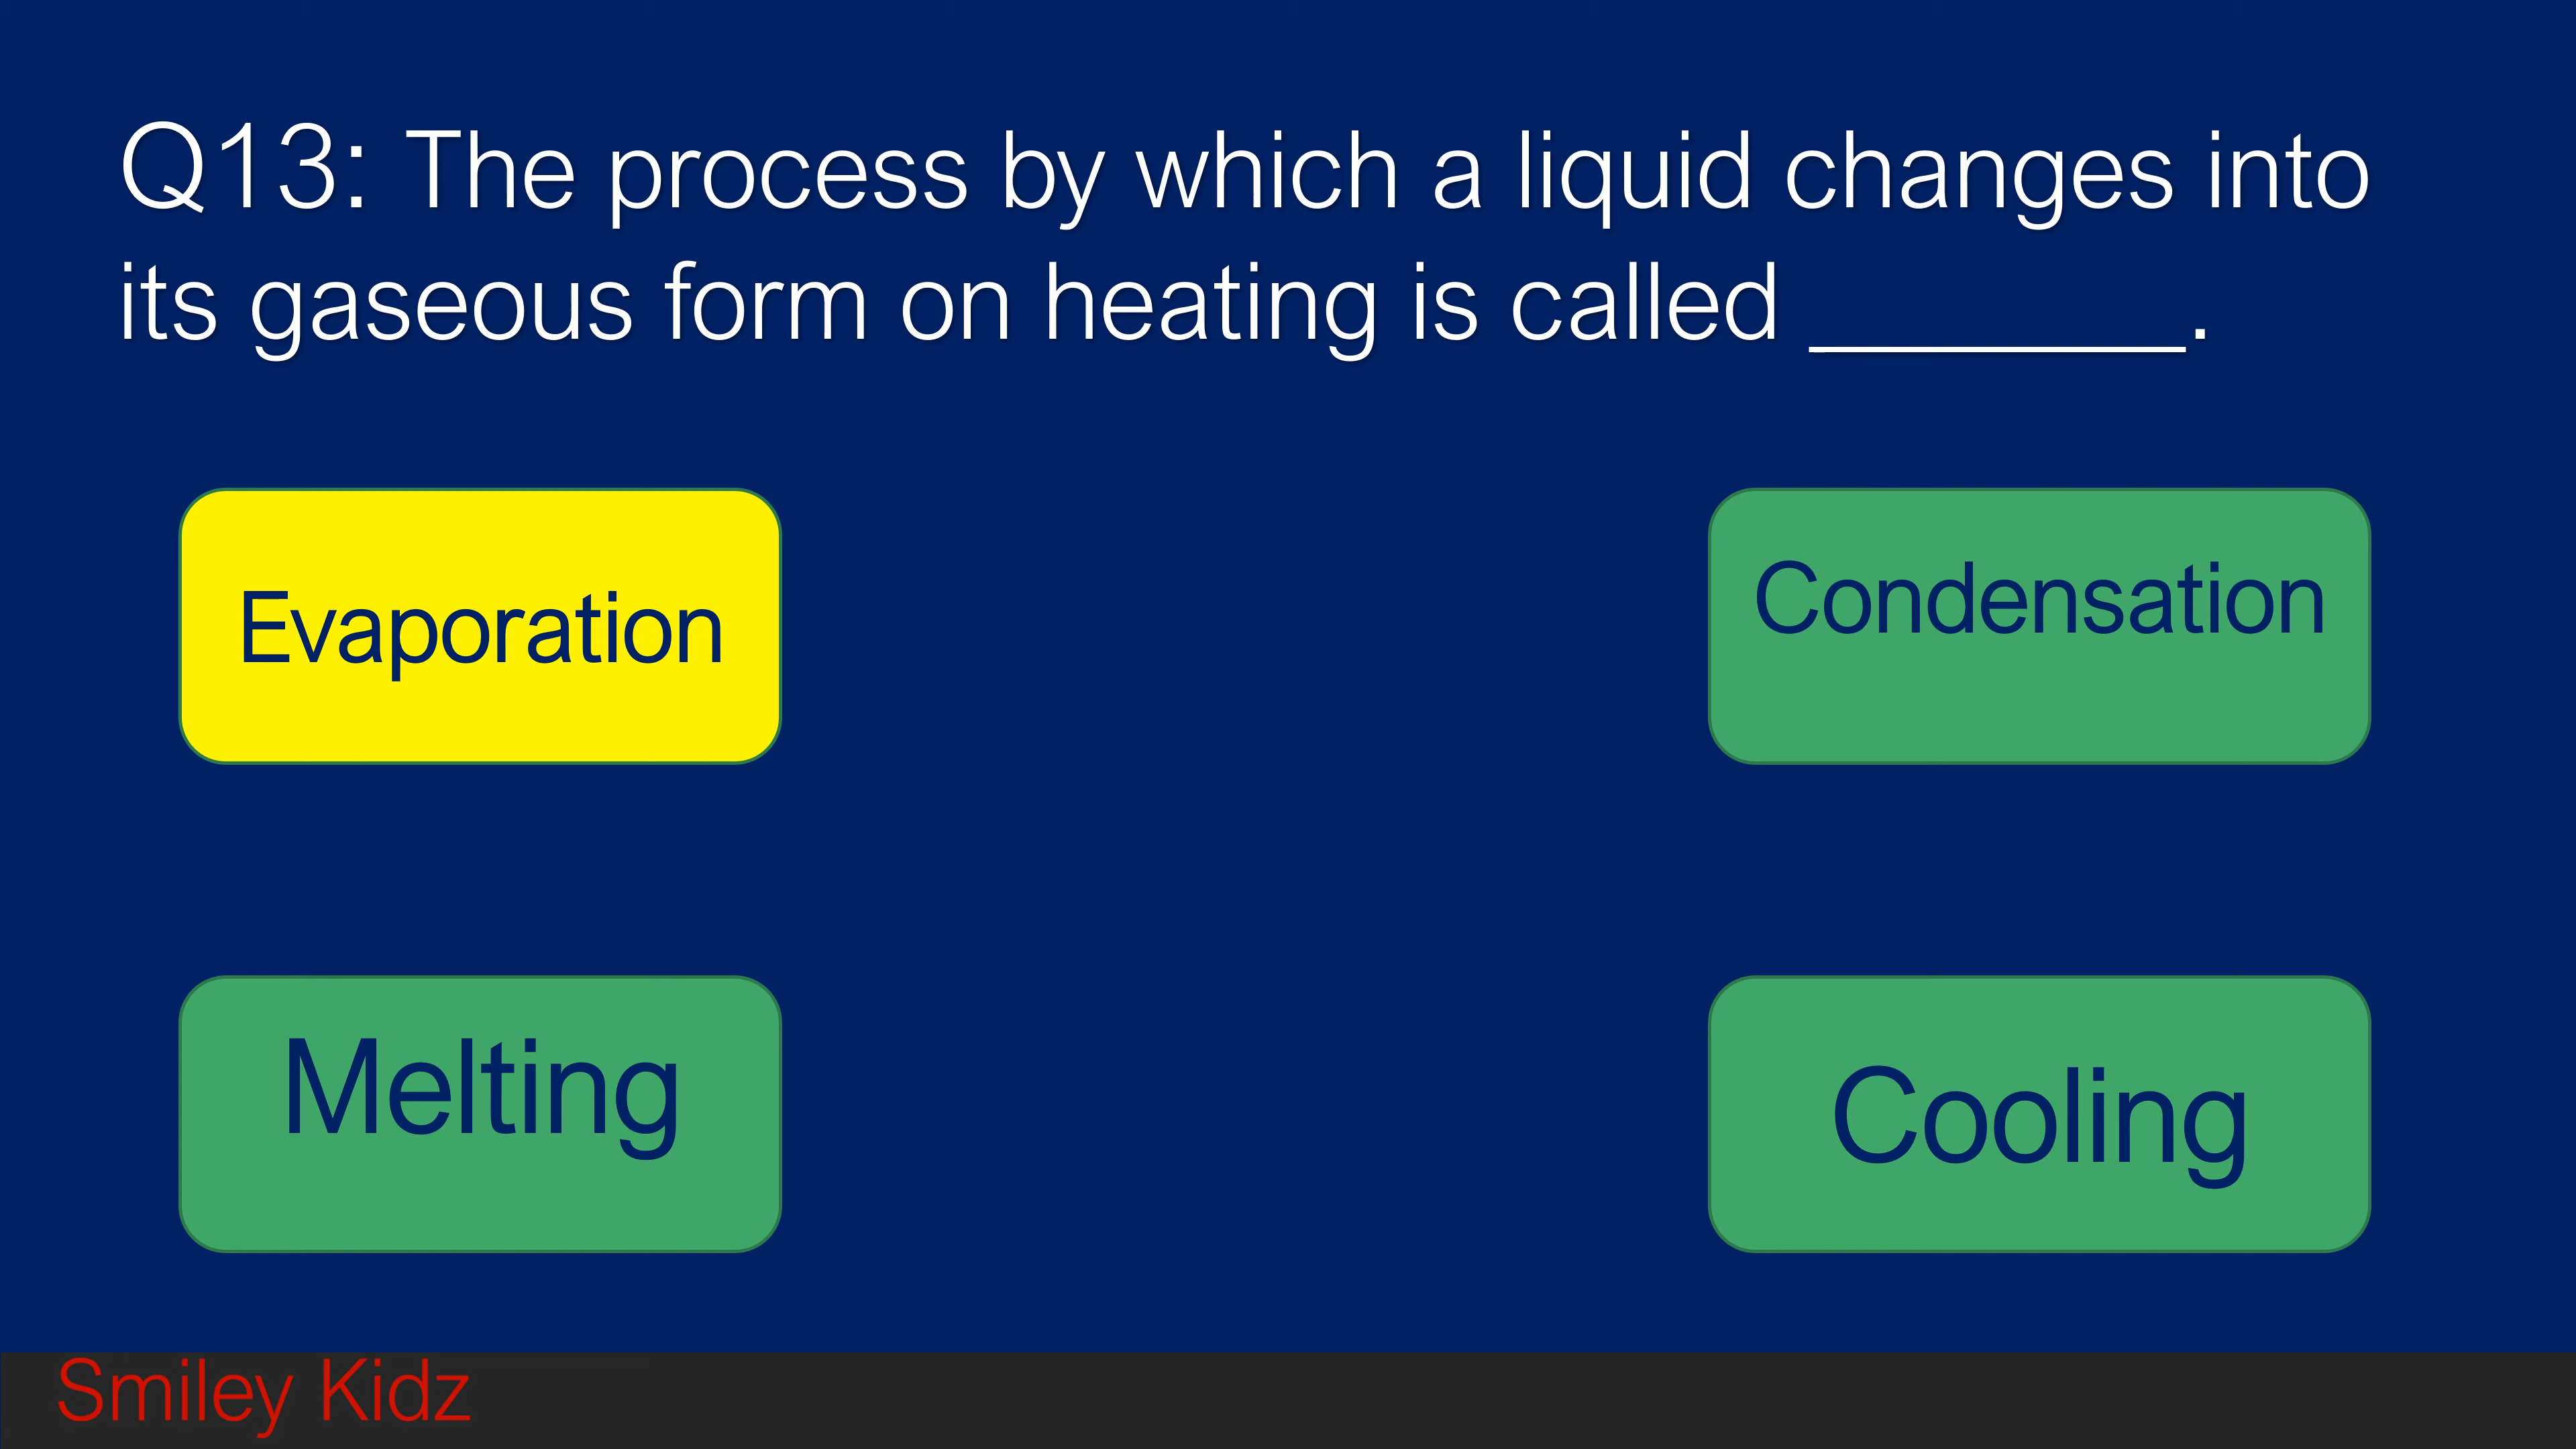 Q13: The process by which a liquid changes into
its gaseous form on heating is called _______.
Evaporation
Condensation
Melting
Cooling
Smiley Kidz